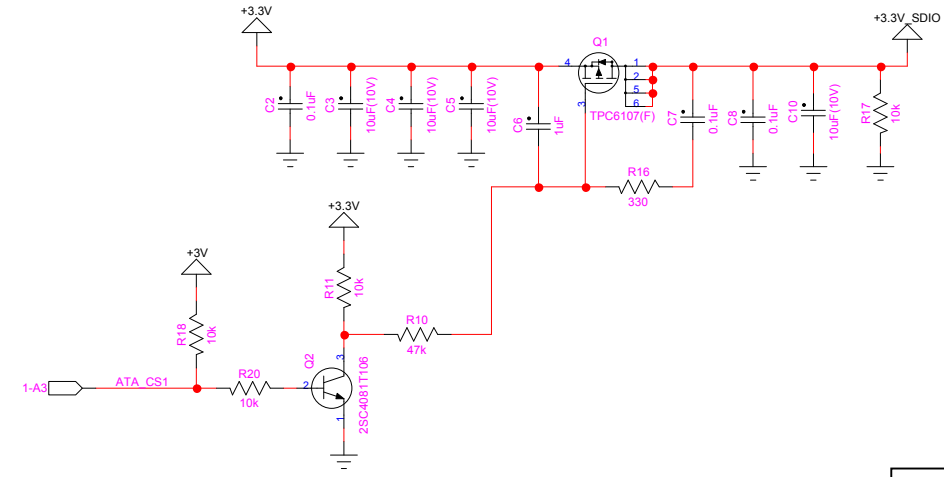 +3.3V
+3.3V_SDIO
Q1
4
1
2
5
6
3
TPC6107(F)
C2
0.1uF
C3
10uF(10V)
C4
10uF(10V)
C5
10uF(10V)
C6
1uF
C7
0.1uF
C8
0.1uF
C10
10uF(10V)
R17
10k
R16
330
+3.3V
R11
10k
+3V
R18
10k
R10
47k
Q2
3
2
1
2SC4081T106
1-A3
ATA_CS1
R20
10k